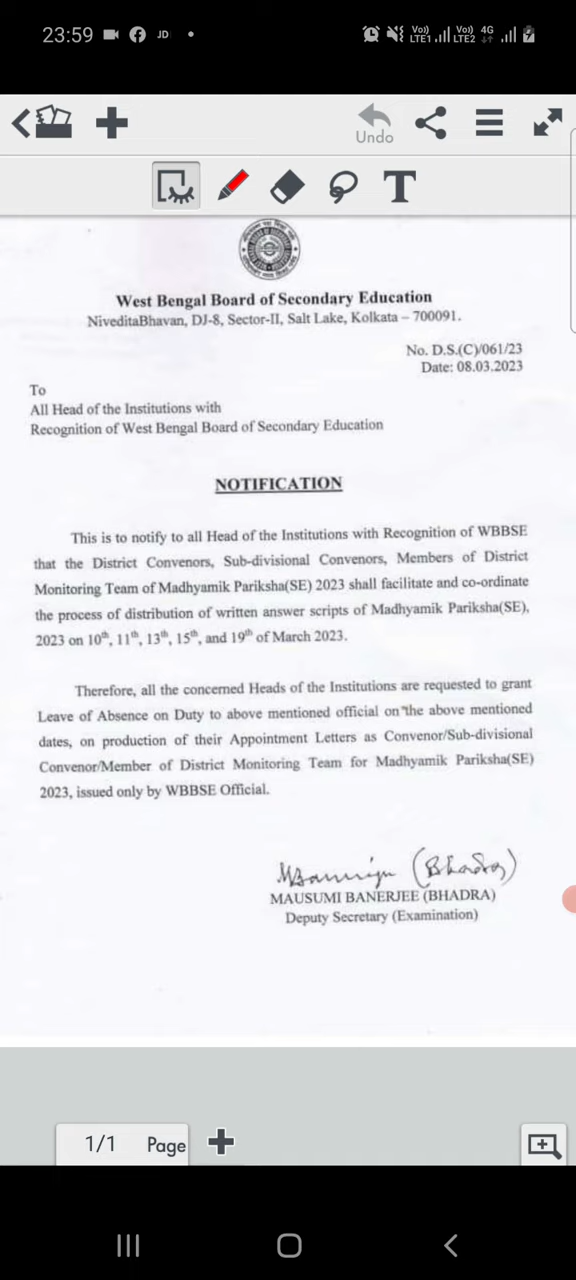 23:59 JD VoD LTE1 VoD LTE2 4G
Undo
T
West Bengal Board of Secondary Education
NiveditaBhavan, DJ-8, Sector-II, Salt Lake, Kolkata – 700091.
No. D.S.(C)/061/23
Date: 08.03.2023
To
All Head of the Institutions with
Recognition of West Bengal Board of Secondary Education
NOTIFICATION
This is to notify to all Head of the Institutions with Recognition of WBBSE
that the District Convenors, Sub-divisional Convenors, Members of District
Monitoring Team of Madhyamik Pariksha(SE) 2023 shall facilitate and co-ordinate
the process of distribution of written answer scripts of Madhyamik Pariksha(SE),
2023 on 10th, 11th, 13th, 15th, and 19th of March 2023.
Therefore, all the concerned Heads of the Institutions are requested to grant
Leave of Absence on Duty to above mentioned official on the above mentioned
dates, on production of their Appointment Letters as Convenor/Sub-divisional
Convenor/Member of District Monitoring Team for Madhyamik Pariksha(SE)
2023, issued only by WBBSE Official.
(Bhadra)
MAUSUMI BANERJEE (BHADRA)
Deputy Secretary (Examination)
1/1 Page